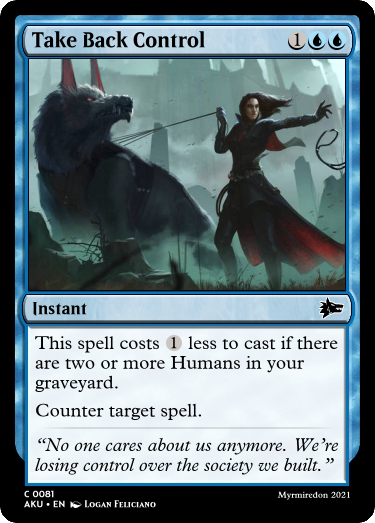 Take Back Control 1
Instant
This spell costs 1 less to cast if there
are two or more Humans in your
graveyard.
Counter target spell.
“No one cares about us anymore. We’re
losing control over the society we built.”
C 0081
AKU • EN Logan Feliciano
Myrmiredon 2021